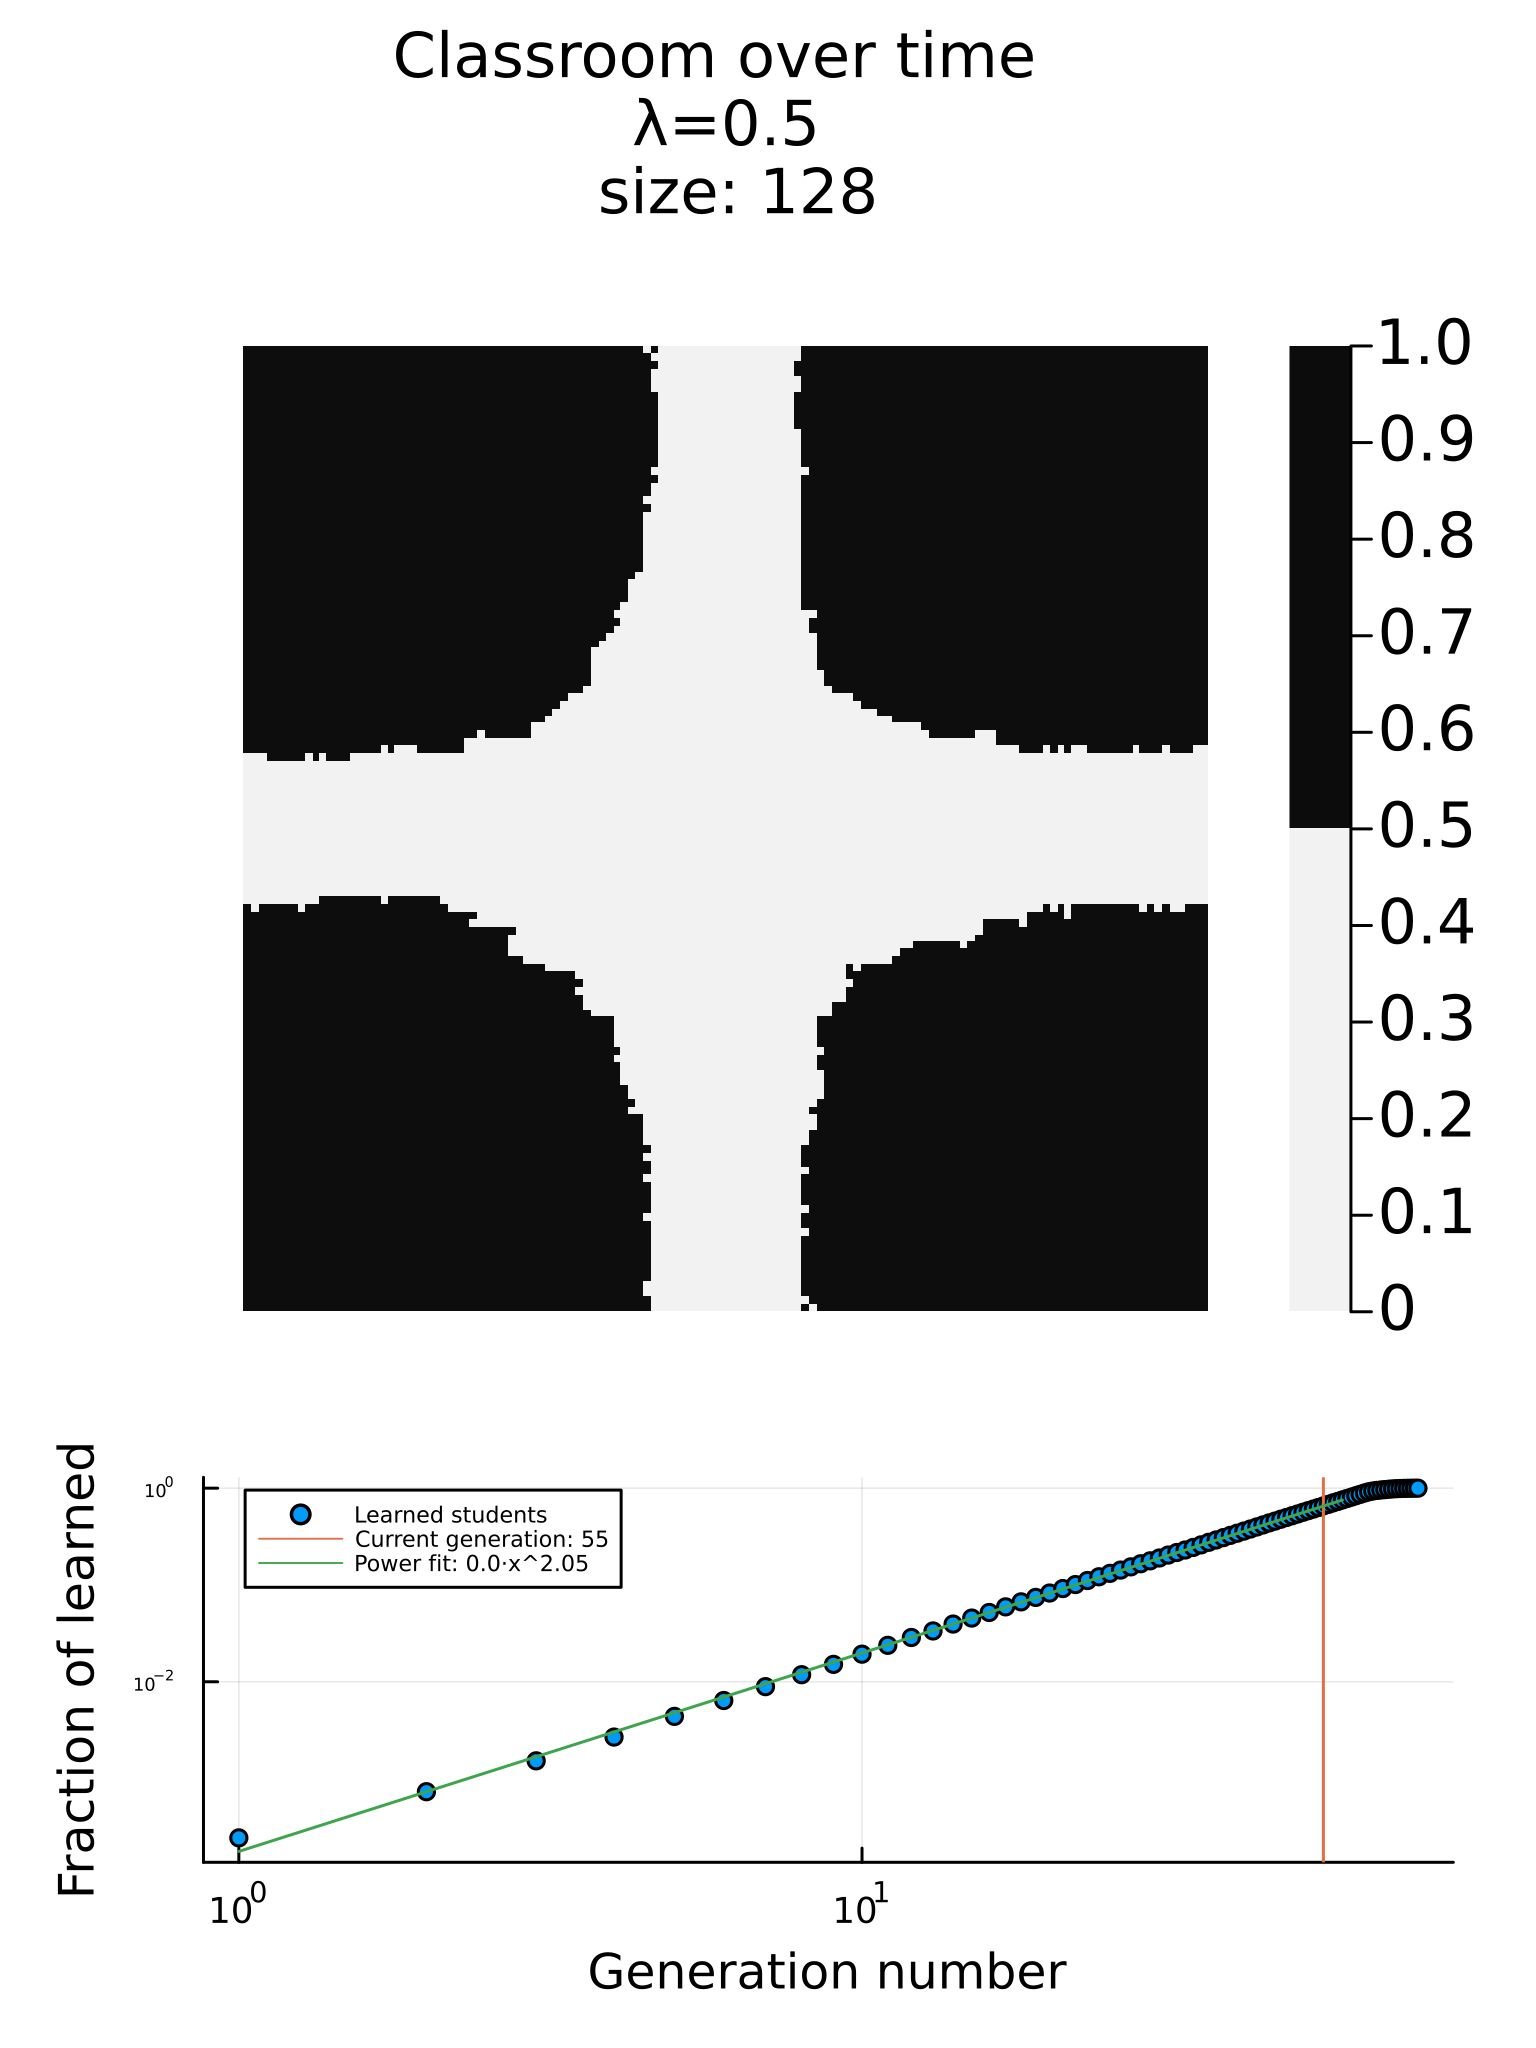 Classroom over time
λ=0.5
size: 128
1.0
0.9
0.8
0.7
0.6
0.5
0.4
0.3
0.2
0.1
0
Fraction of learned
10^0
10^−2
Learned students
Current generation: 55
Power fit: 0.0·x^2.05
10^0
10^1
Generation number